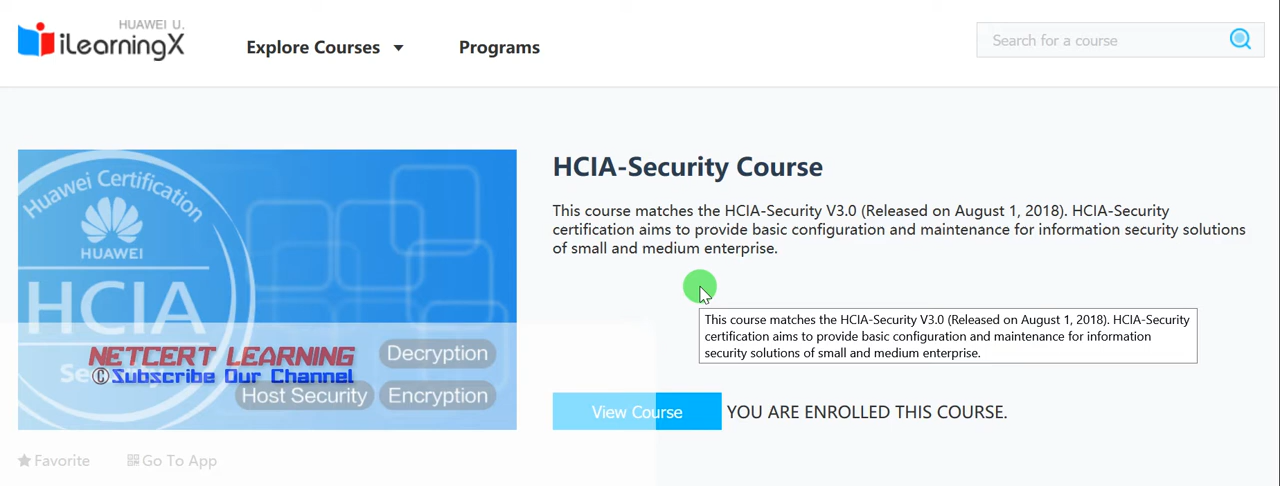 HUAWEI U.
iLearningX
Explore Courses
Programs
Search for a course
Huawei Certification
HUAWEI
HCIA
NETCERT LEARNING
©Subscribe Our Channel
Decryption
Host Security
Encryption
HCIA-Security Course
This course matches the HCIA-Security V3.0 (Released on August 1, 2018). HCIA-Security
certification aims to provide basic configuration and maintenance for information security solutions
of small and medium enterprise.
This course matches the HCIA-Security V3.0 (Released on August 1, 2018). HCIA-Security
certification aims to provide basic configuration and maintenance for information
security solutions of small and medium enterprise.
View Course
YOU ARE ENROLLED THIS COURSE.
Favorite
Go To App